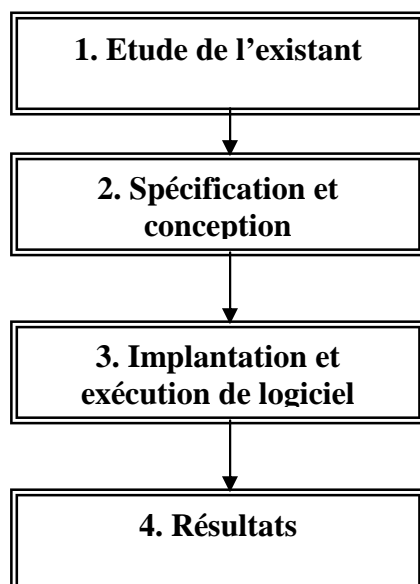 1. Etude de l’existant
2. Spécification et
conception
3. Implantation et
exécution de logiciel
4. Résultats